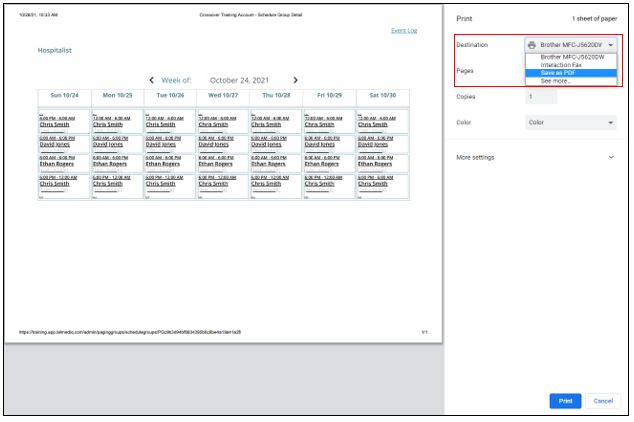 10/28/21, 10:33 AM
Crossover Training Account - Schedule Group Detail
Event Log
Hospitalist
Week of: October 24, 2021
Sun 10/24 Mon 10/25 Tue 10/26 Wed 10/27 Thu 10/28 Fri 10/29 Sat 10/30
6:00 PM - 6:00 AM 12:00 AM - 6:00 AM 12:00 AM - 6:00 AM 12:00 AM - 6:00 AM 12:00 AM - 6:00 AM 12:00 AM - 6:00 AM 12:00 AM - 6:00 AM
Chris Smith Chris Smith Chris Smith Chris Smith Chris Smith Chris Smith Chris Smith
6:00 AM - 6:00 PM 6:00 AM - 6:00 PM 6:00 AM - 6:00 PM 6:00 AM - 6:00 PM 6:00 AM - 6:00 PM 6:00 AM - 6:00 PM 6:00 AM - 6:00 PM
David Jones David Jones David Jones David Jones David Jones David Jones David Jones
6:00 AM - 6:00 PM 6:00 AM - 6:00 PM 6:00 AM - 6:00 PM 6:00 AM - 6:00 PM 6:00 AM - 6:00 PM 6:00 AM - 6:00 PM 6:00 AM - 6:00 PM
Ethan Rogers Ethan Rogers Ethan Rogers Ethan Rogers Ethan Rogers Ethan Rogers Ethan Rogers
6:00 PM - 12:00 AM 6:00 PM - 12:00 AM 6:00 PM - 12:00 AM 6:00 PM - 12:00 AM 6:00 PM - 12:00 AM 6:00 PM - 12:00 AM 6:00 PM - 6:00 AM
Chris Smith Chris Smith Chris Smith Chris Smith Chris Smith Chris Smith Chris Smith
1/1
Print 1 sheet of paper
Destination Brother MFC-J5620DW
Brother MFC-J5620DW
Interaction Fax
Save as PDF
See more...
Pages
Copies 1
Color Color
More settings
Print Cancel